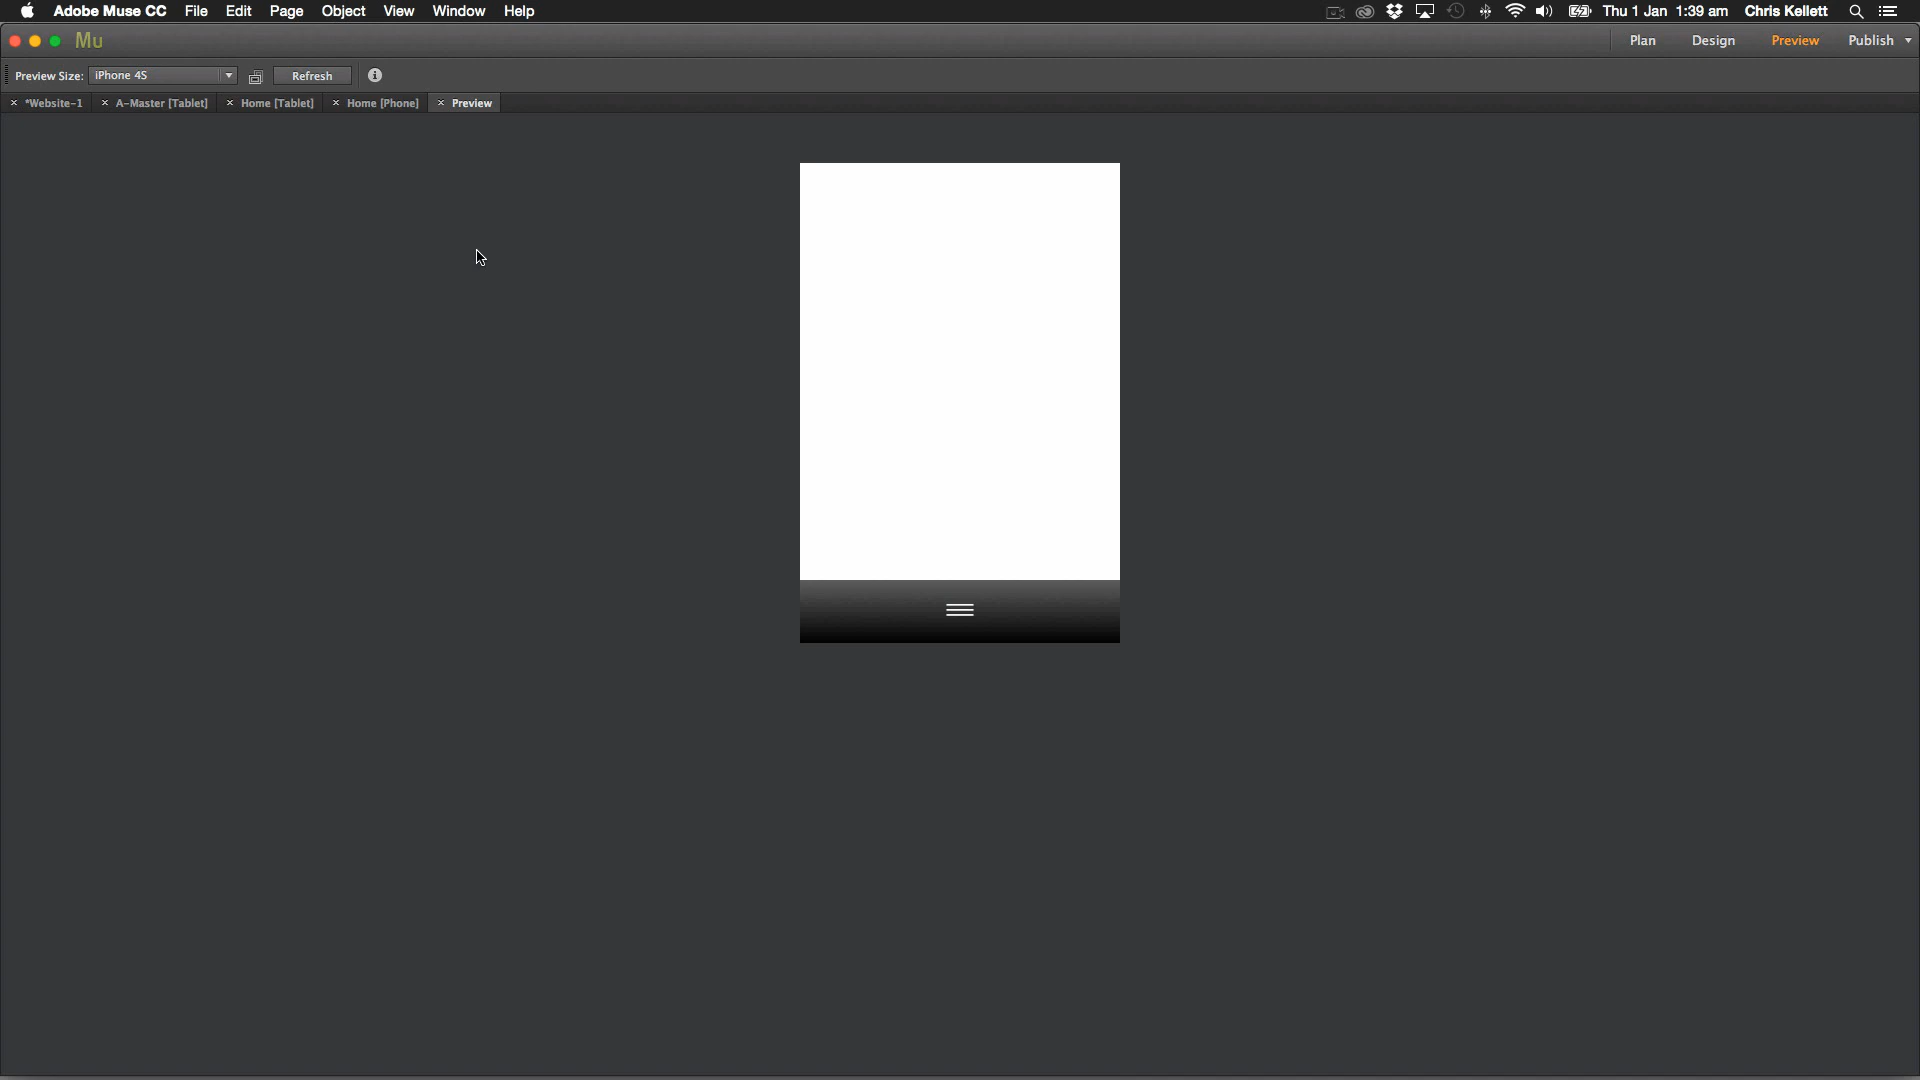 Adobe Muse CC File Edit Page Object View Window Help Thu 1 Jan 1:39 am Chris Kellett
Mu Plan Design Preview Publish
Preview Size: iPhone 4S Refresh
*Website-1 A-Master [Tablet] Home [Tablet] Home [Phone] Preview